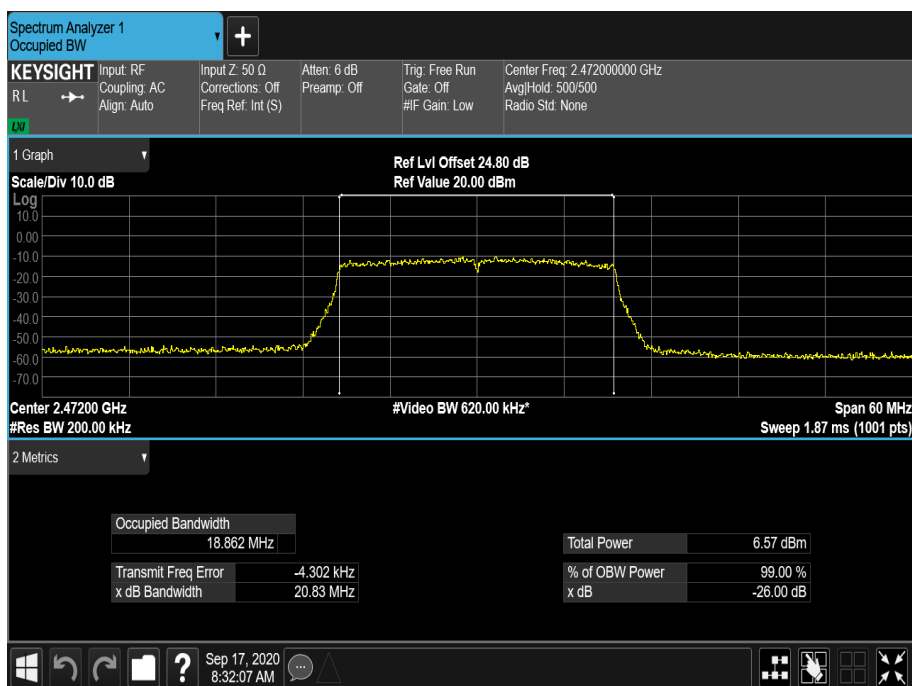 Spectrum Analyzer 1
Occupied BW
+
KEYSIGHT Input: RF Input Z: 50 Ω Atten: 6 dB Trig: Free Run Center Freq: 2.472000000 GHz
RL Coupling: AC Corrections: Off Preamp: Off Gate: Off Avg|Hold: 500/500
Align: Auto Freq Ref: Int (S) #IF Gain: Low Radio Std: None
LXI
1 Graph
Ref Lvl Offset 24.80 dB
Scale/Div 10.0 dB Ref Value 20.00 dBm
Log
10.0
0.00
-10.0
-20.0
-30.0
-40.0
-50.0
-60.0
-70.0
Center 2.47200 GHz #Video BW 620.00 kHz* Span 60 MHz
#Res BW 200.00 kHz Sweep 1.87 ms (1001 pts)
2 Metrics
Occupied Bandwidth
18.862 MHz Total Power 6.57 dBm
Transmit Freq Error -4.302 kHz % of OBW Power 99.00 %
x dB Bandwidth 20.83 MHz x dB -26.00 dB
? Sep 17, 2020
8:32:07 AM